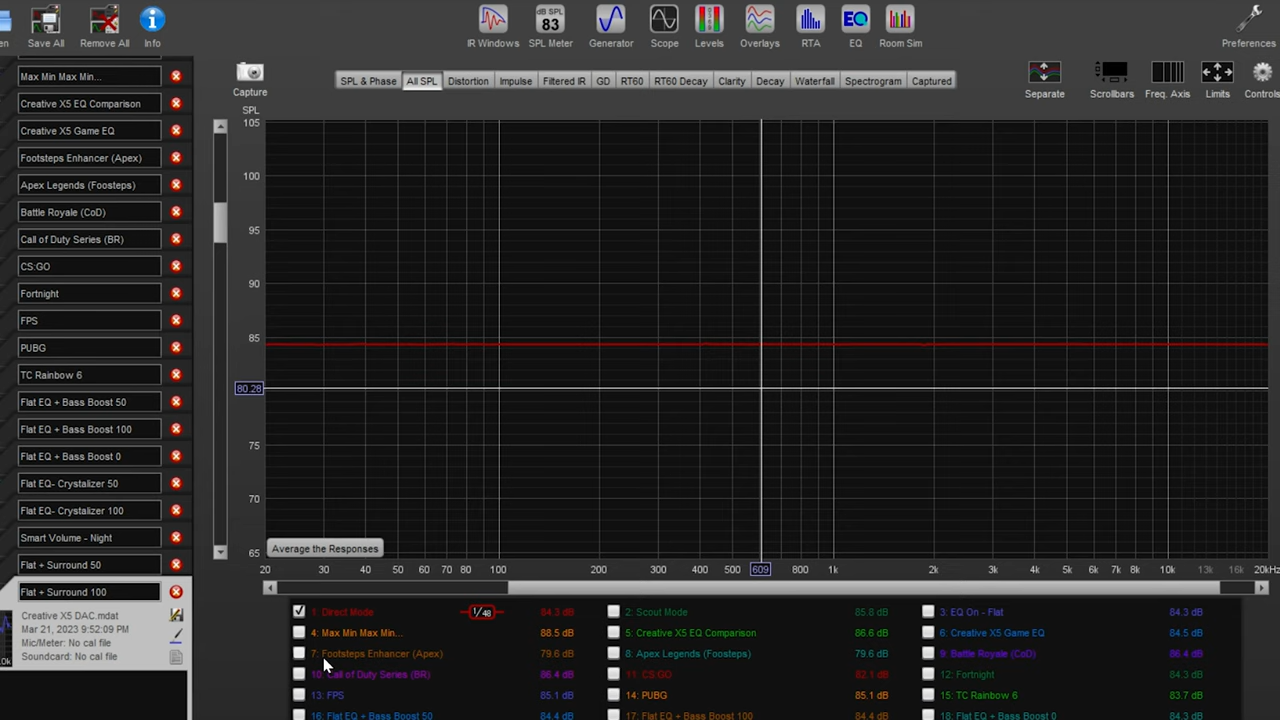 en
Save All
Remove All
Info
dB SPL
83
IR Windows
SPL Meter
Generator
Scope
Levels
Overlays
RTA
EQ
EQ
Room Sim
Preferences
Capture
SPL & Phase
All SPL
Distortion
Impulse
Filtered IR
GD
RT60
RT60 Decay
Clarity
Decay
Waterfall
Spectrogram
Captured
Separate
Scrollbars
Freq. Axis
Limits
Controls
Max Min Max Min...
Creative X5 EQ Comparison
Creative X5 Game EQ
Footsteps Enhancer (Apex)
Apex Legends (Foosteps)
Battle Royale (CoD)
Call of Duty Series (BR)
CS:GO
Fortnight
FPS
PUBG
TC Rainbow 6
Flat EQ + Bass Boost 50
Flat EQ + Bass Boost 100
Flat EQ + Bass Boost 0
Flat EQ- Crystalizer 50
Flat EQ- Crystalizer 100
Smart Volume - Night
Flat + Surround 50
Flat + Surround 100
Creative X5 DAC.mdat
Mar 21, 2023 9:52:09 PM
Mic/Meter: No cal file
Soundcard: No cal file
SPL
105
100
95
90
85
80.28
75
70
65
Average the Responses
20 30 40 50 60 70 80 100 200 300 400 500 609 800 1k 2k 3k 4k 5k 6k 7k 8k 10k 13k 16k 20kHz
1: Direct Mode 1/48 84.3 dB
2: Scout Mode 85.8 dB
3: EQ On - Flat 84.3 dB
4: Max Min Max Min... 88.5 dB
5: Creative X5 EQ Comparison 86.6 dB
6: Creative X5 Game EQ 84.5 dB
7: Footsteps Enhancer (Apex) 79.6 dB
8: Apex Legends (Foosteps) 79.6 dB
9: Battle Royale (CoD) 86.4 dB
10: Call of Duty Series (BR) 86.4 dB
11: CS:GO 82.1 dB
12: Fortnight 84.3 dB
13: FPS 85.1 dB
14: PUBG 85.1 dB
15: TC Rainbow 6 83.7 dB
16: Flat EQ + Bass Boost 50 84.4 dB
17: Flat EQ + Bass Boost 100 84.4 dB
18: Flat EQ + Bass Boost 0 84.3 dB